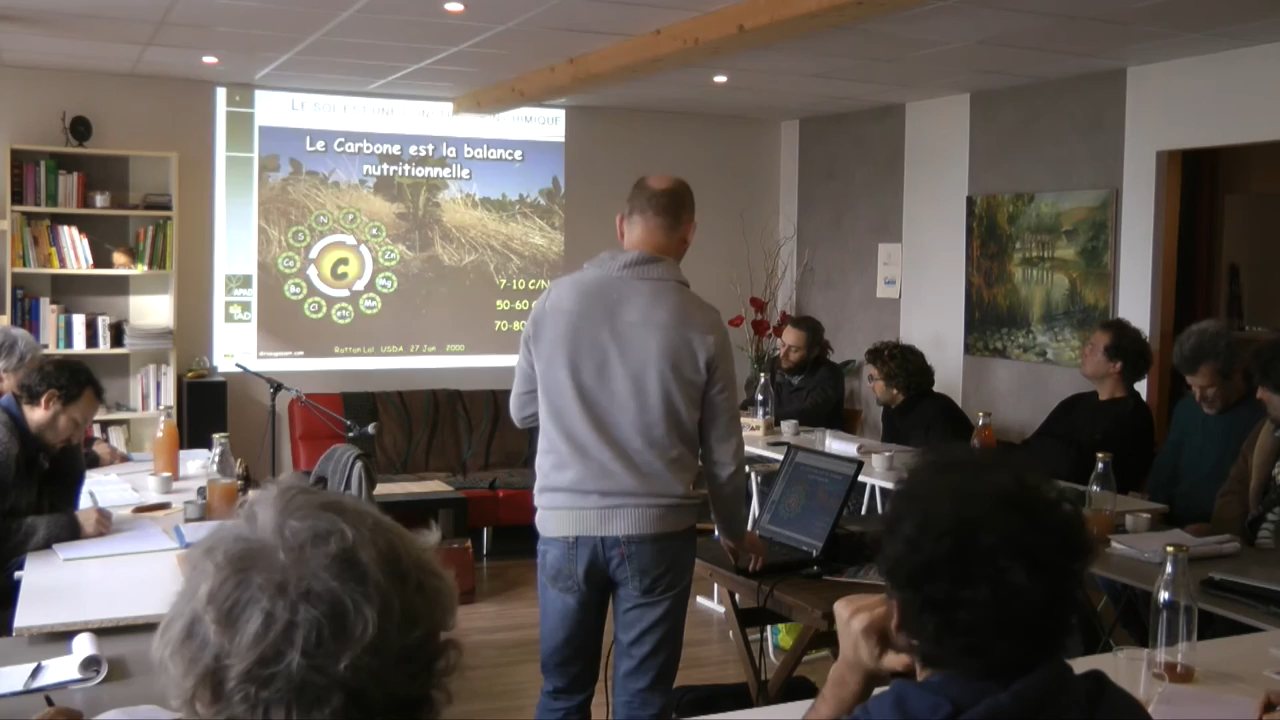 Le Carbone est la balance
nutritionnelle
N
P
K
Zn
Mg
Mn
etc
Cl
Bo
Ca
S
C
7-10 C/N
50-60
70-80
Rattan Lal, USDA, 27 Jan, 2000